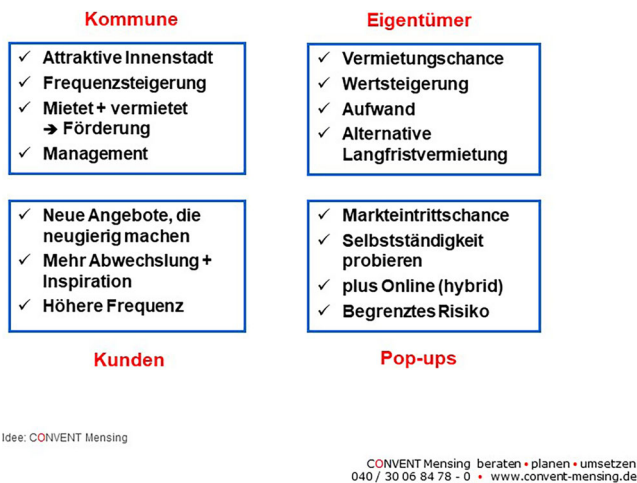 Kommune
✓ Attraktive Innenstadt
✓ Frequenzsteigerung
✓ Mietet + vermietet
➔ Förderung
✓ Management
Eigentümer
✓ Vermietungschance
✓ Wertsteigerung
✓ Aufwand
✓ Alternative
Langfristvermietung
✓ Neue Angebote, die
neugierig machen
✓ Mehr Abwechslung +
Inspiration
✓ Höhere Frequenz
Kunden
✓ Markteintrittschance
✓ Selbstständigkeit
probieren
✓ plus Online (hybrid)
✓ Begrenztes Risiko
Pop-ups
Idee: CONVENT Mensing
CONVENT Mensing beraten • planen • umsetzen
040 / 30 06 84 78 - 0 • www.convent-mensing.de